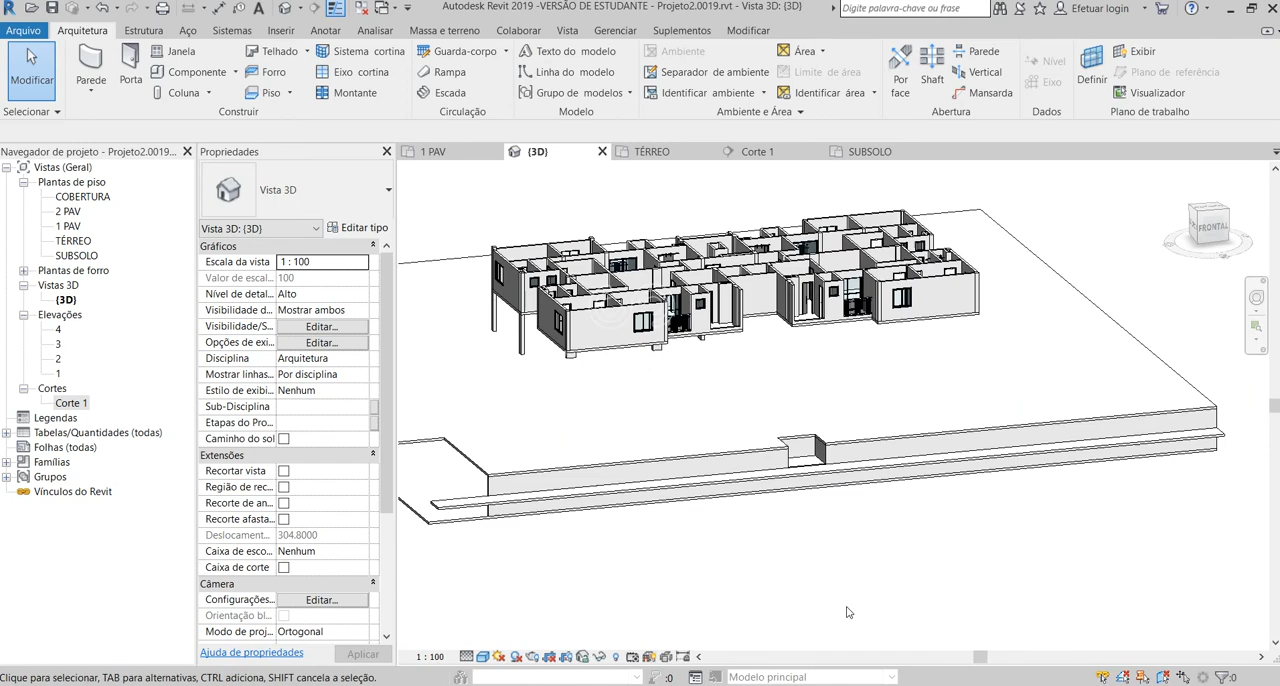 Autodesk Revit 2019 -VERSÃO DE ESTUDANTE - Projeto2.0019.rvt - Vista 3D: {3D}
Digite palavra-chave ou frase
Efetuar login
Arquivo Arquitetura Estrutura Aço Sistemas Inserir Anotar Analisar Massa e terreno Colaborar Vista Gerenciar Suplementos Modificar
Modificar
Selecionar
Parede
Porta
Janela
Componente
Coluna
Telhado
Forro
Piso
Sistema cortina
Eixo cortina
Montante
Construir
Guarda-corpo
Rampa
Escada
Circulação
Texto do modelo
Linha do modelo
Grupo de modelos
Modelo
Ambiente
Separador de ambiente
Identificar ambiente
Área
Limite de área
Identificar área
Ambiente e Área
Por face
Shaft
Parede
Vertical
Mansarda
Abertura
Nível
Eixo
Dados
Definir
Exibir
Plano de referência
Visualizador
Plano de trabalho
Navegador de projeto - Projeto2.0019...
Vistas (Geral)
Plantas de piso
COBERTURA
2 PAV
1 PAV
TÉRREO
SUBSOLO
Plantas de forro
Vistas 3D
{3D}
Elevações
4
3
2
1
Cortes
Corte 1
Legendas
Tabelas/Quantidades (todas)
Folhas (todas)
Famílias
Grupos
Vínculos do Revit
Propriedades
Vista 3D
Vista 3D: {3D}
Editar tipo
Gráficos
Escala da vista 1 : 100
Valor de escal... 100
Nível de detal... Alto
Visibilidade d... Mostrar ambos
Visibilidade/S... Editar...
Opções de exi... Editar...
Disciplina Arquitetura
Mostrar linhas... Por disciplina
Estilo de exibi... Nenhum
Sub-Disciplina
Etapas do Pro...
Caminho do sol
Extensões
Recortar vista
Região de rec...
Recorte de an...
Recorte afasta...
Deslocament... 304.8000
Caixa de esco... Nenhum
Caixa de corte
Câmera
Configurações... Editar...
Orientação bl...
Modo de proj... Ortogonal
Ajuda de propriedades
Aplicar
1 PAV {3D} TÉRREO Corte 1 SUBSOLO
FRONTAL
1 : 100
Clique para selecionar, TAB para alternativas, CTRL adiciona, SHIFT cancela a seleção.
:0
Modelo principal
:0